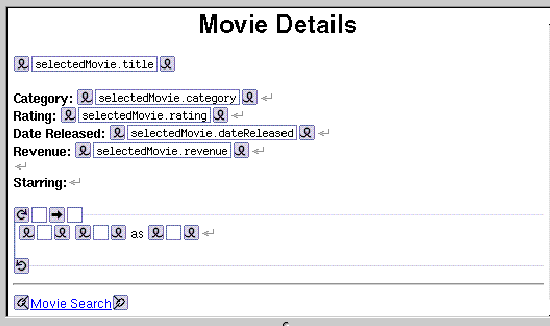 Movie Details
selectedMovie.title
Category: selectedMovie.category
Rating: selectedMovie.rating
Date Released: selectedMovie.dateReleased
Revenue: selectedMovie.revenue
Starring:
as
Movie Search